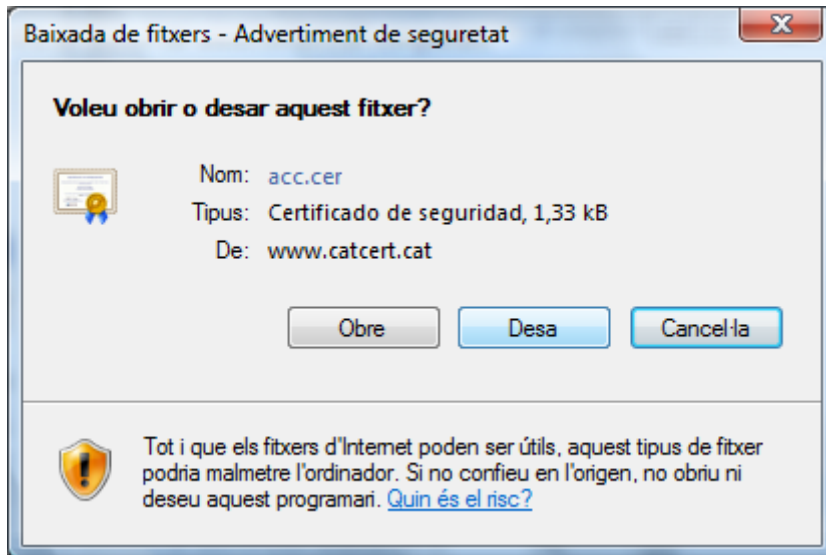 Baixada de fitxers - Advertiment de seguretat
Voleu obrir o desar aquest fitxer?
Nom: acc.cer
Tipus: Certificado de seguridad, 1,33 kB
De: www.catcert.cat
Obre Desa Cancel·la
Tot i que els fitxers d'Internet poden ser útils, aquest tipus de fitxer
podria malmetre l'ordinador. Si no confieu en l'origen, no obriu ni
deseu aquest programari. Quin és el risc?